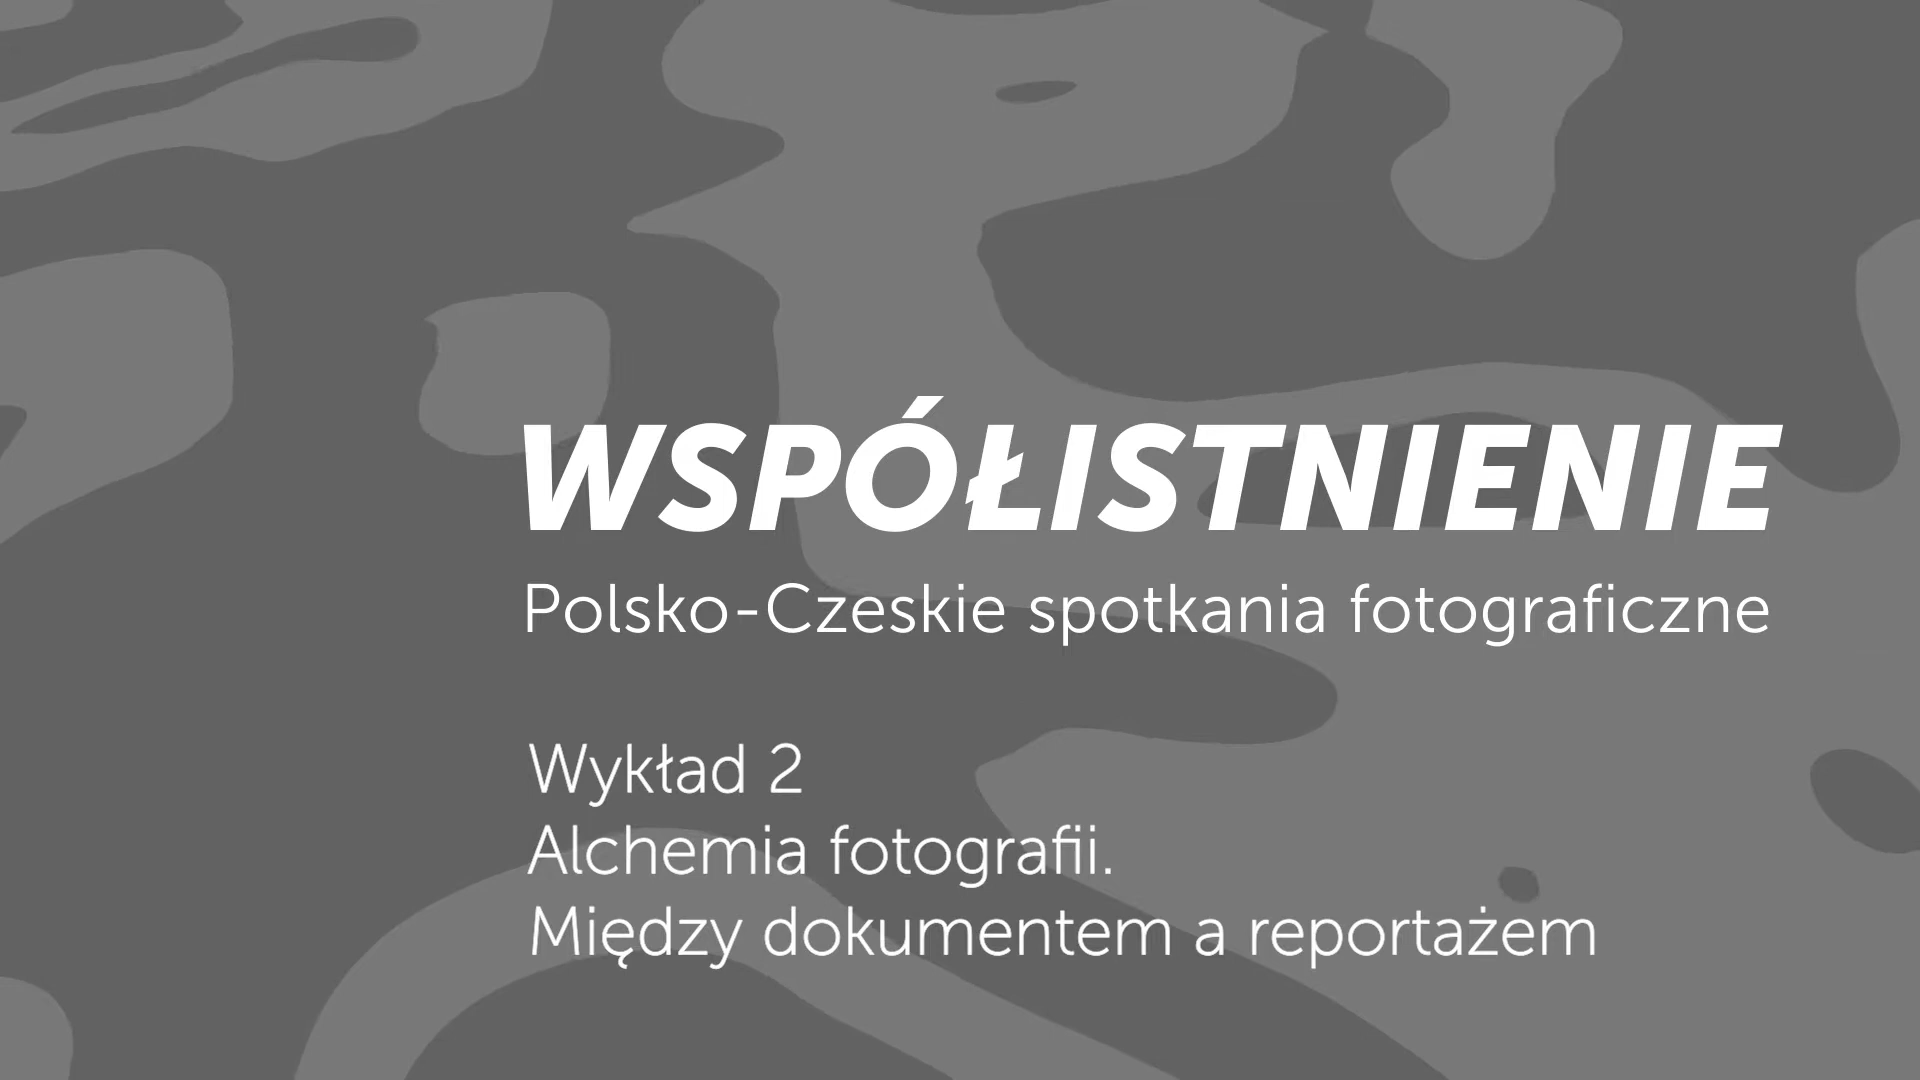 WSPÓŁISTNIENIE
Polsko-Czeskie spotkania fotograficzne
Wykład 2
Alchemia fotografii.
Między dokumentem a reportażem